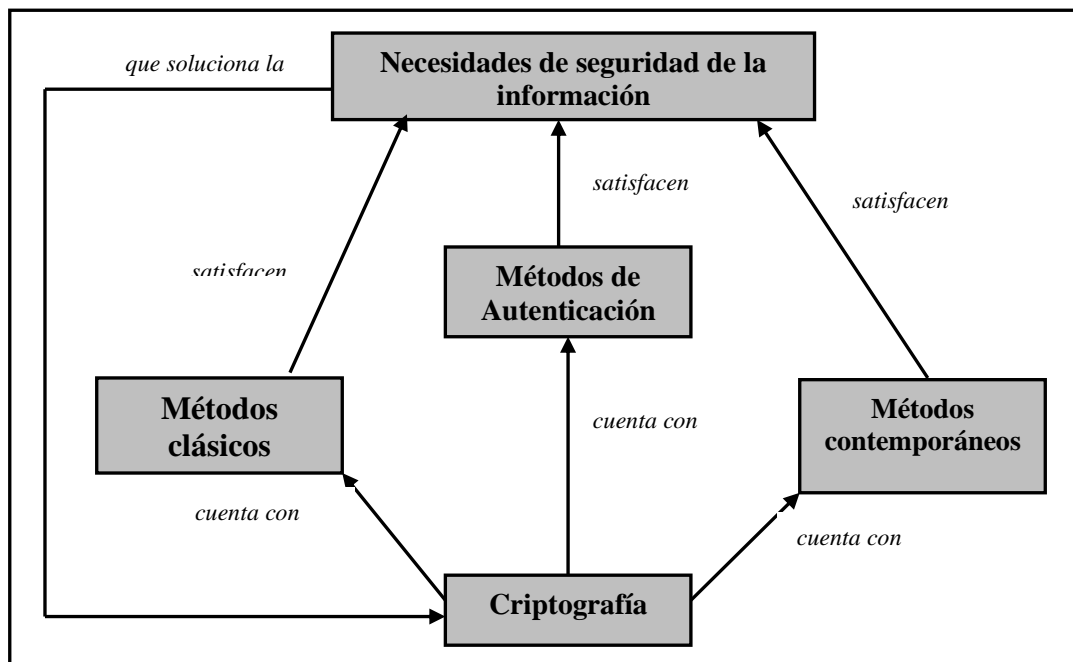 que soluciona la
Necesidades de seguridad de la
información
satisfacen
satisfacen
satisfacen
Métodos de
Autenticación
Métodos
clásicos
Métodos
contemporáneos
cuenta con
cuenta con
cuenta con
Criptografía